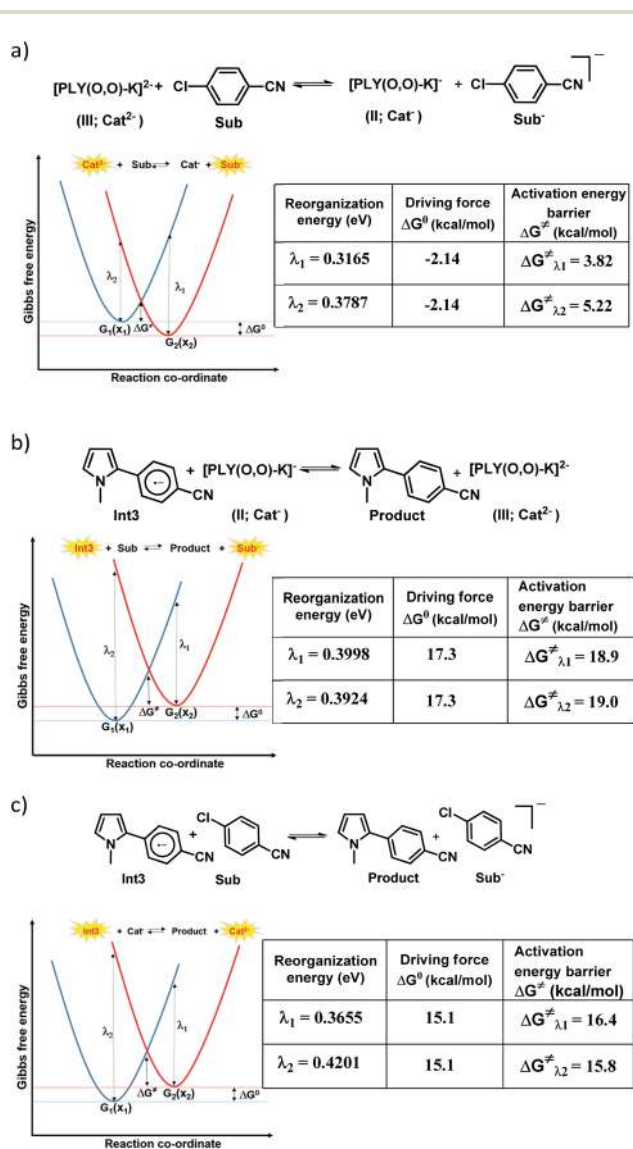 a)
[PLY(O,O)-K]²⁻ + Cl CN ⇌ [PLY(O,O)-K]⁻ + Cl CN ⁻
(III; Cat²⁻) Sub (II; Cat⁻) Sub⁻
Cat²⁻ + Sub ⇌ Cat⁻ + Sub⁻
Gibbs free energy
λ₂ λ₁
G₁(x₁) ΔG≠ G₂(x₂) ΔG⁰
Reaction co-ordinate
Reorganization energy (eV) Driving force ΔG⁰ (kcal/mol) Activation energy barrier ΔG≠ (kcal/mol)
λ₁ = 0.3165 -2.14 ΔG≠λ1 = 3.82
λ₂ = 0.3787 -2.14 ΔG≠λ2 = 5.22
b)
N CN + [PLY(O,O)-K]⁻ ⇌ N CN + [PLY(O,O)-K]²⁻
Int3 (II; Cat⁻) Product (III; Cat²⁻)
Int3 + Sub ⇌ Product + Sub⁻
Gibbs free energy
λ₂ λ₁
G₁(x₁) ΔG≠ G₂(x₂) ΔG⁰
Reaction co-ordinate
Reorganization energy (eV) Driving force ΔG⁰ (kcal/mol) Activation energy barrier ΔG≠ (kcal/mol)
λ₁ = 0.3998 17.3 ΔG≠λ1 = 18.9
λ₂ = 0.3924 17.3 ΔG≠λ2 = 19.0
c)
N CN + Cl CN ⇌ N CN + Cl CN ⁻
Int3 Sub Product Sub⁻
Int3 + Cat⁻ ⇌ Product + Cat²⁻
Gibbs free energy
λ₂ λ₁
G₁(x₁) ΔG≠ G₂(x₂) ΔG⁰
Reaction co-ordinate
Reorganization energy (eV) Driving force ΔG⁰ (kcal/mol) Activation energy barrier ΔG≠ (kcal/mol)
λ₁ = 0.3655 15.1 ΔG≠λ1 = 16.4
λ₂ = 0.4201 15.1 ΔG≠λ2 = 15.8